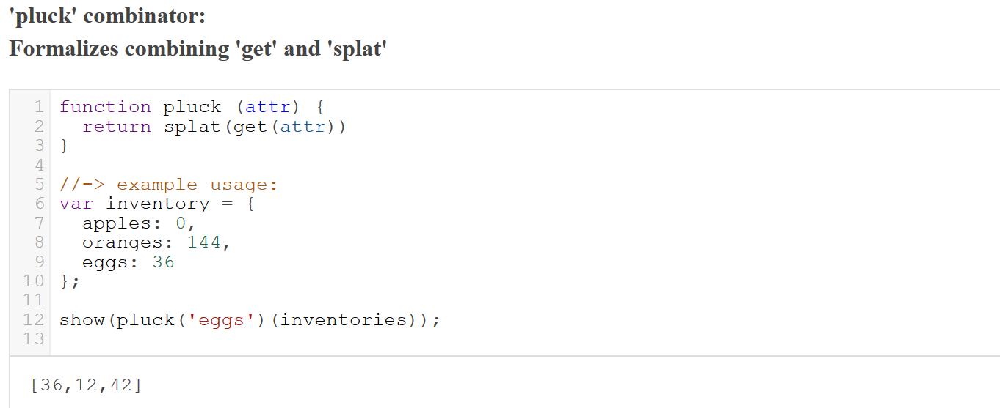 'pluck' combinator:
Formalizes combining 'get' and 'splat'
1 function pluck (attr) {
2   return splat(get(attr))
3 }
4
5 //-> example usage:
6 var inventory = {
7   apples: 0,
8   oranges: 144,
9   eggs: 36
10 };
11
12 show(pluck('eggs')(inventories));
13
[36,12,42]